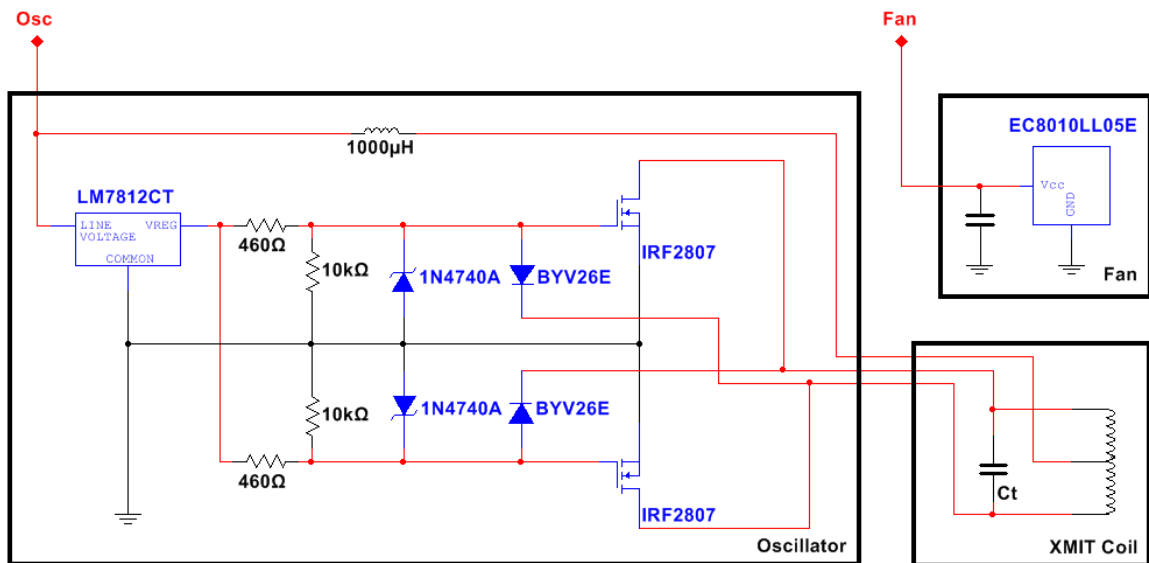 Osc
Fan
1000µH
EC8010LL05E
Vcc
GND
Fan
LM7812CT
LINE VREG
VOLTAGE
COMMON
460Ω
10kΩ
1N4740A
BYV26E
IRF2807
10kΩ
1N4740A
BYV26E
460Ω
IRF2807
Oscillator
Ct
XMIT Coil